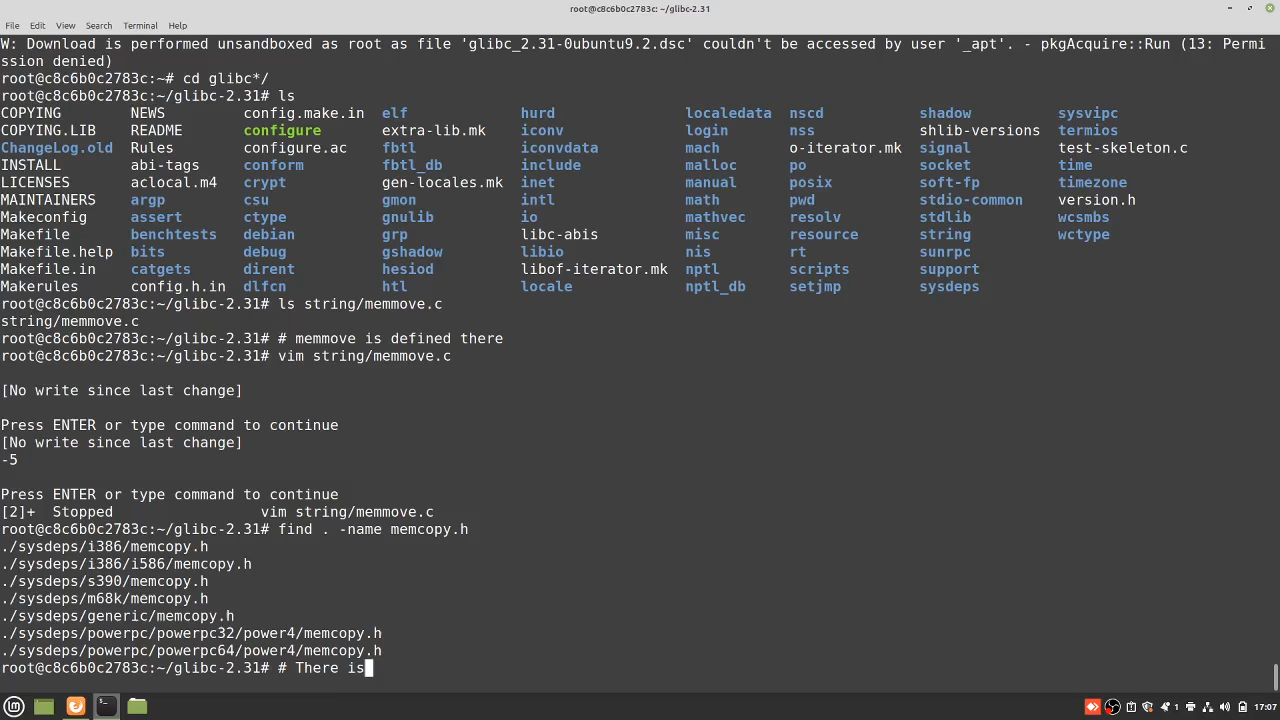 root@c8c6b0c2783c: ~/glibc-2.31
File Edit View Search Terminal Help
W: Download is performed unsandboxed as root as file 'glibc_2.31-0ubuntu9.2.dsc' couldn't be accessed by user '_apt'. - pkgAcquire::Run (13: Permi
ssion denied)
root@c8c6b0c2783c:~# cd glibc*/
root@c8c6b0c2783c:~/glibc-2.31# ls
COPYING NEWS config.make.in elf hurd localedata nscd shadow sysvipc
COPYING.LIB README configure extra-lib.mk iconv login nss shlib-versions termios
ChangeLog.old Rules configure.ac fbtl iconvdata mach o-iterator.mk signal test-skeleton.c
INSTALL abi-tags conform fbtl_db include malloc po socket time
LICENSES aclocal.m4 crypt gen-locales.mk inet manual posix soft-fp timezone
MAINTAINERS argp csu gmon intl math pwd stdio-common version.h
Makeconfig assert ctype gnulib io mathvec resolv stdlib wcsmbs
Makefile benchtests debian grp libc-abis misc resource string wctype
Makefile.help bits debug gshadow libio nis rt sunrpc
Makefile.in catgets dirent hesiod libof-iterator.mk nptl scripts support
Makerules config.h.in dlfcn htl locale nptl_db setjmp sysdeps
root@c8c6b0c2783c:~/glibc-2.31# ls string/memmove.c
string/memmove.c
root@c8c6b0c2783c:~/glibc-2.31# # memmove is defined there
root@c8c6b0c2783c:~/glibc-2.31# vim string/memmove.c
[No write since last change]
Press ENTER or type command to continue
[No write since last change]
-5
Press ENTER or type command to continue
[2]+ Stopped vim string/memmove.c
root@c8c6b0c2783c:~/glibc-2.31# find . -name memcopy.h
./sysdeps/i386/memcopy.h
./sysdeps/i386/i586/memcopy.h
./sysdeps/s390/memcopy.h
./sysdeps/m68k/memcopy.h
./sysdeps/generic/memcopy.h
./sysdeps/powerpc/powerpc32/power4/memcopy.h
./sysdeps/powerpc/powerpc64/power4/memcopy.h
root@c8c6b0c2783c:~/glibc-2.31# # There is
1 17:07